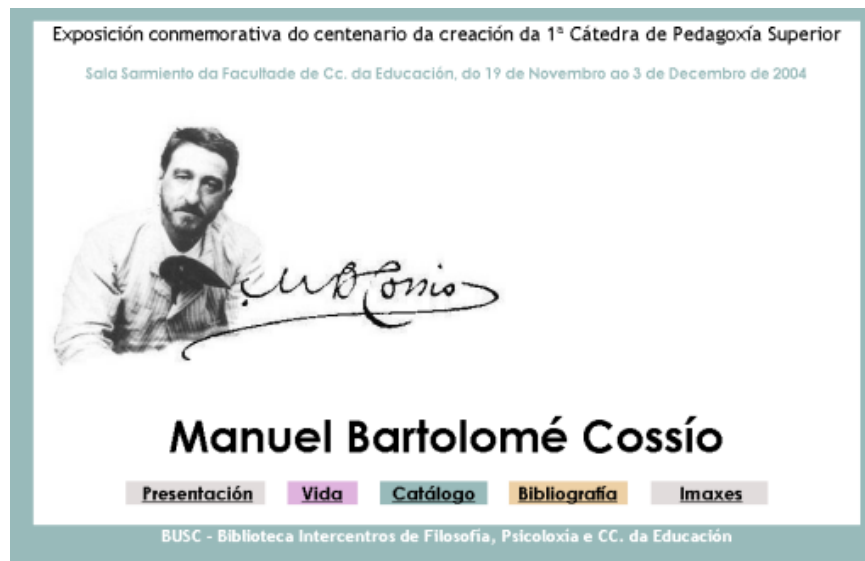 Exposición conmemorativa do centenario da creación da 1ª Cátedra de Pedagoxía Superior
Sala Sarmiento da Facultade de Cc. da Educación, do 19 de Novembro ao 3 de Decembro de 2004
M B Cossio
Manuel Bartolomé Cossío
Presentación Vida Catálogo Bibliografía Imaxes
BUSC - Biblioteca Intercentros de Filosofía, Psicoloxia e CC. da Educación